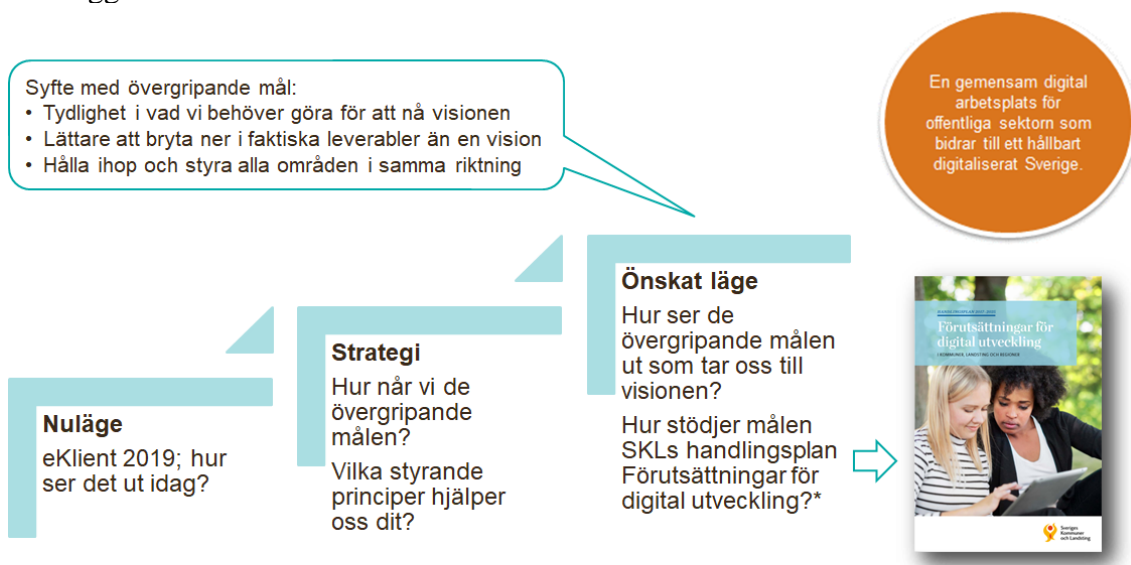 Syfte med övergripande mål:
• Tydlighet i vad vi behöver göra för att nå visionen
• Lättare att bryta ner i faktiska leverabler än en vision
• Hålla ihop och styra alla områden i samma riktning
En gemensam digital
arbetsplats för
offentliga sektorn som
bidrar till ett hållbart
digitaliserat Sverige.
Nuläge
eKlient 2019; hur
ser det ut idag?
Strategi
Hur når vi de
övergripande
målen?
Vilka styrande
principer hjälper
oss dit?
Önskat läge
Hur ser de
övergripande målen
ut som tar oss till
visionen?
Hur stödjer målen
SKLs handlingsplan
Förutsättningar för
digital utveckling?*
Förutsättningar för
digital utveckling
I KOMMUNER, LANDSTING OCH REGIONER
Sveriges
Kommuner
och Landsting